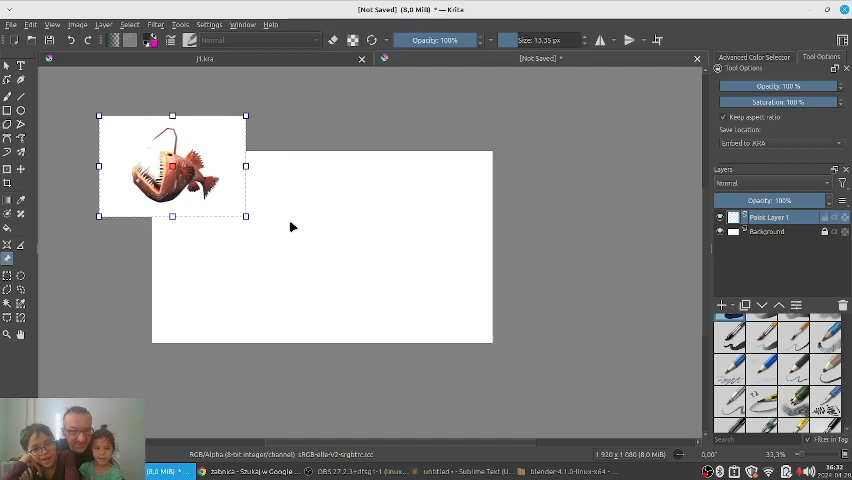 [Not Saved] (8,0 MiB) * — Krita
File Edit View Image Layer Select Filter Tools Settings Window Help
Normal
Opacity: 100%
Size: 13,35 px
j1.kra
[Not Saved] *
Advanced Color Selector
Tool Options
Tool Options
Opacity: 100 %
Saturation: 100 %
Keep aspect ratio
Save Location:
Embed to .KRA
Layers
Normal
Opacity: 100%
Paint Layer 1
Background
Search
Filter in Tag
RGB/Alpha (8-bit integer/channel) sRGB-elle-V2-srgbtrc.icc
1 920 x 1 080 (8,0 MiB)
0,00°
33,3%
(8,0 MiB) *...
żabnica - Szukaj w Google ...
OBS 27.2.3+dfsg1-1 (linux...
untitled • - Sublime Text (U...
blender-4.1.0-linux-x64 - ...
16:32